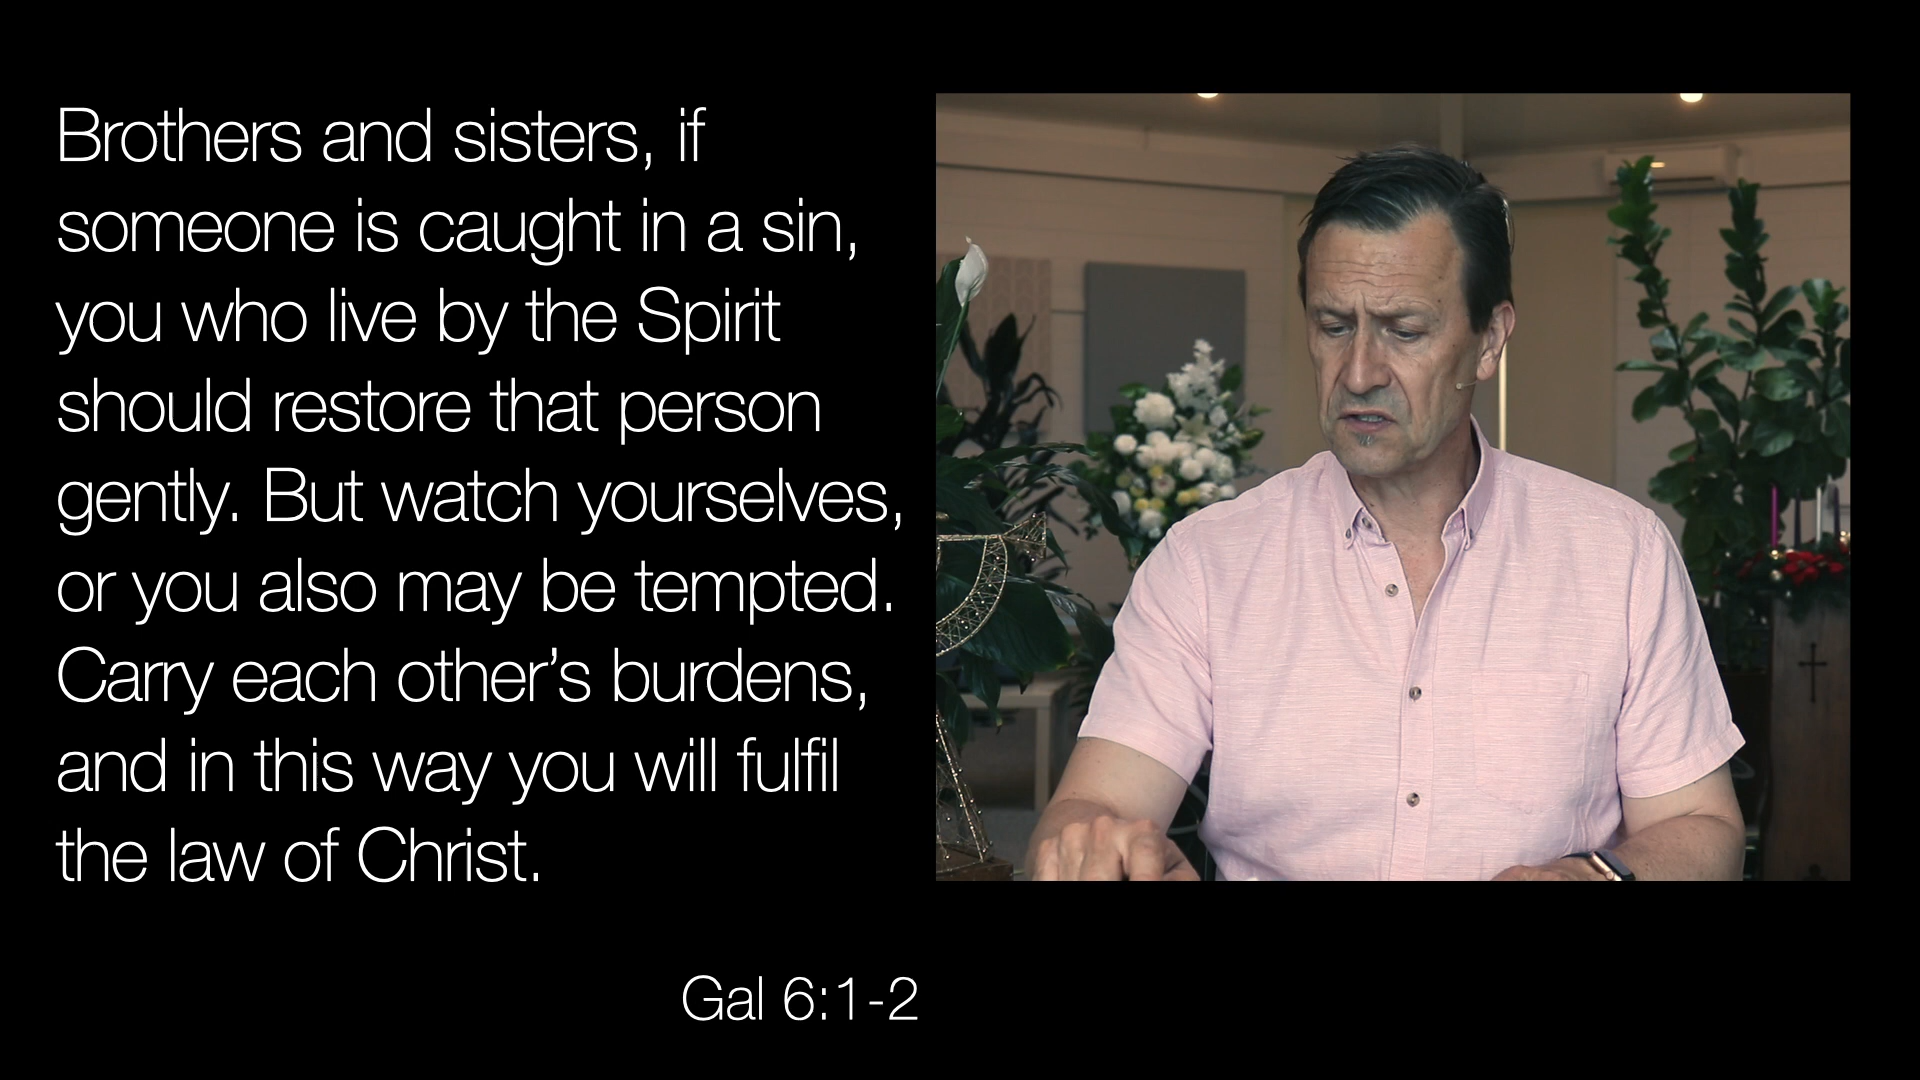 Brothers and sisters, if
someone is caught in a sin,
you who live by the Spirit
should restore that person
gently. But watch yourselves,
or you also may be tempted.
Carry each other’s burdens,
and in this way you will fulfil
the law of Christ.
Gal 6:1-2